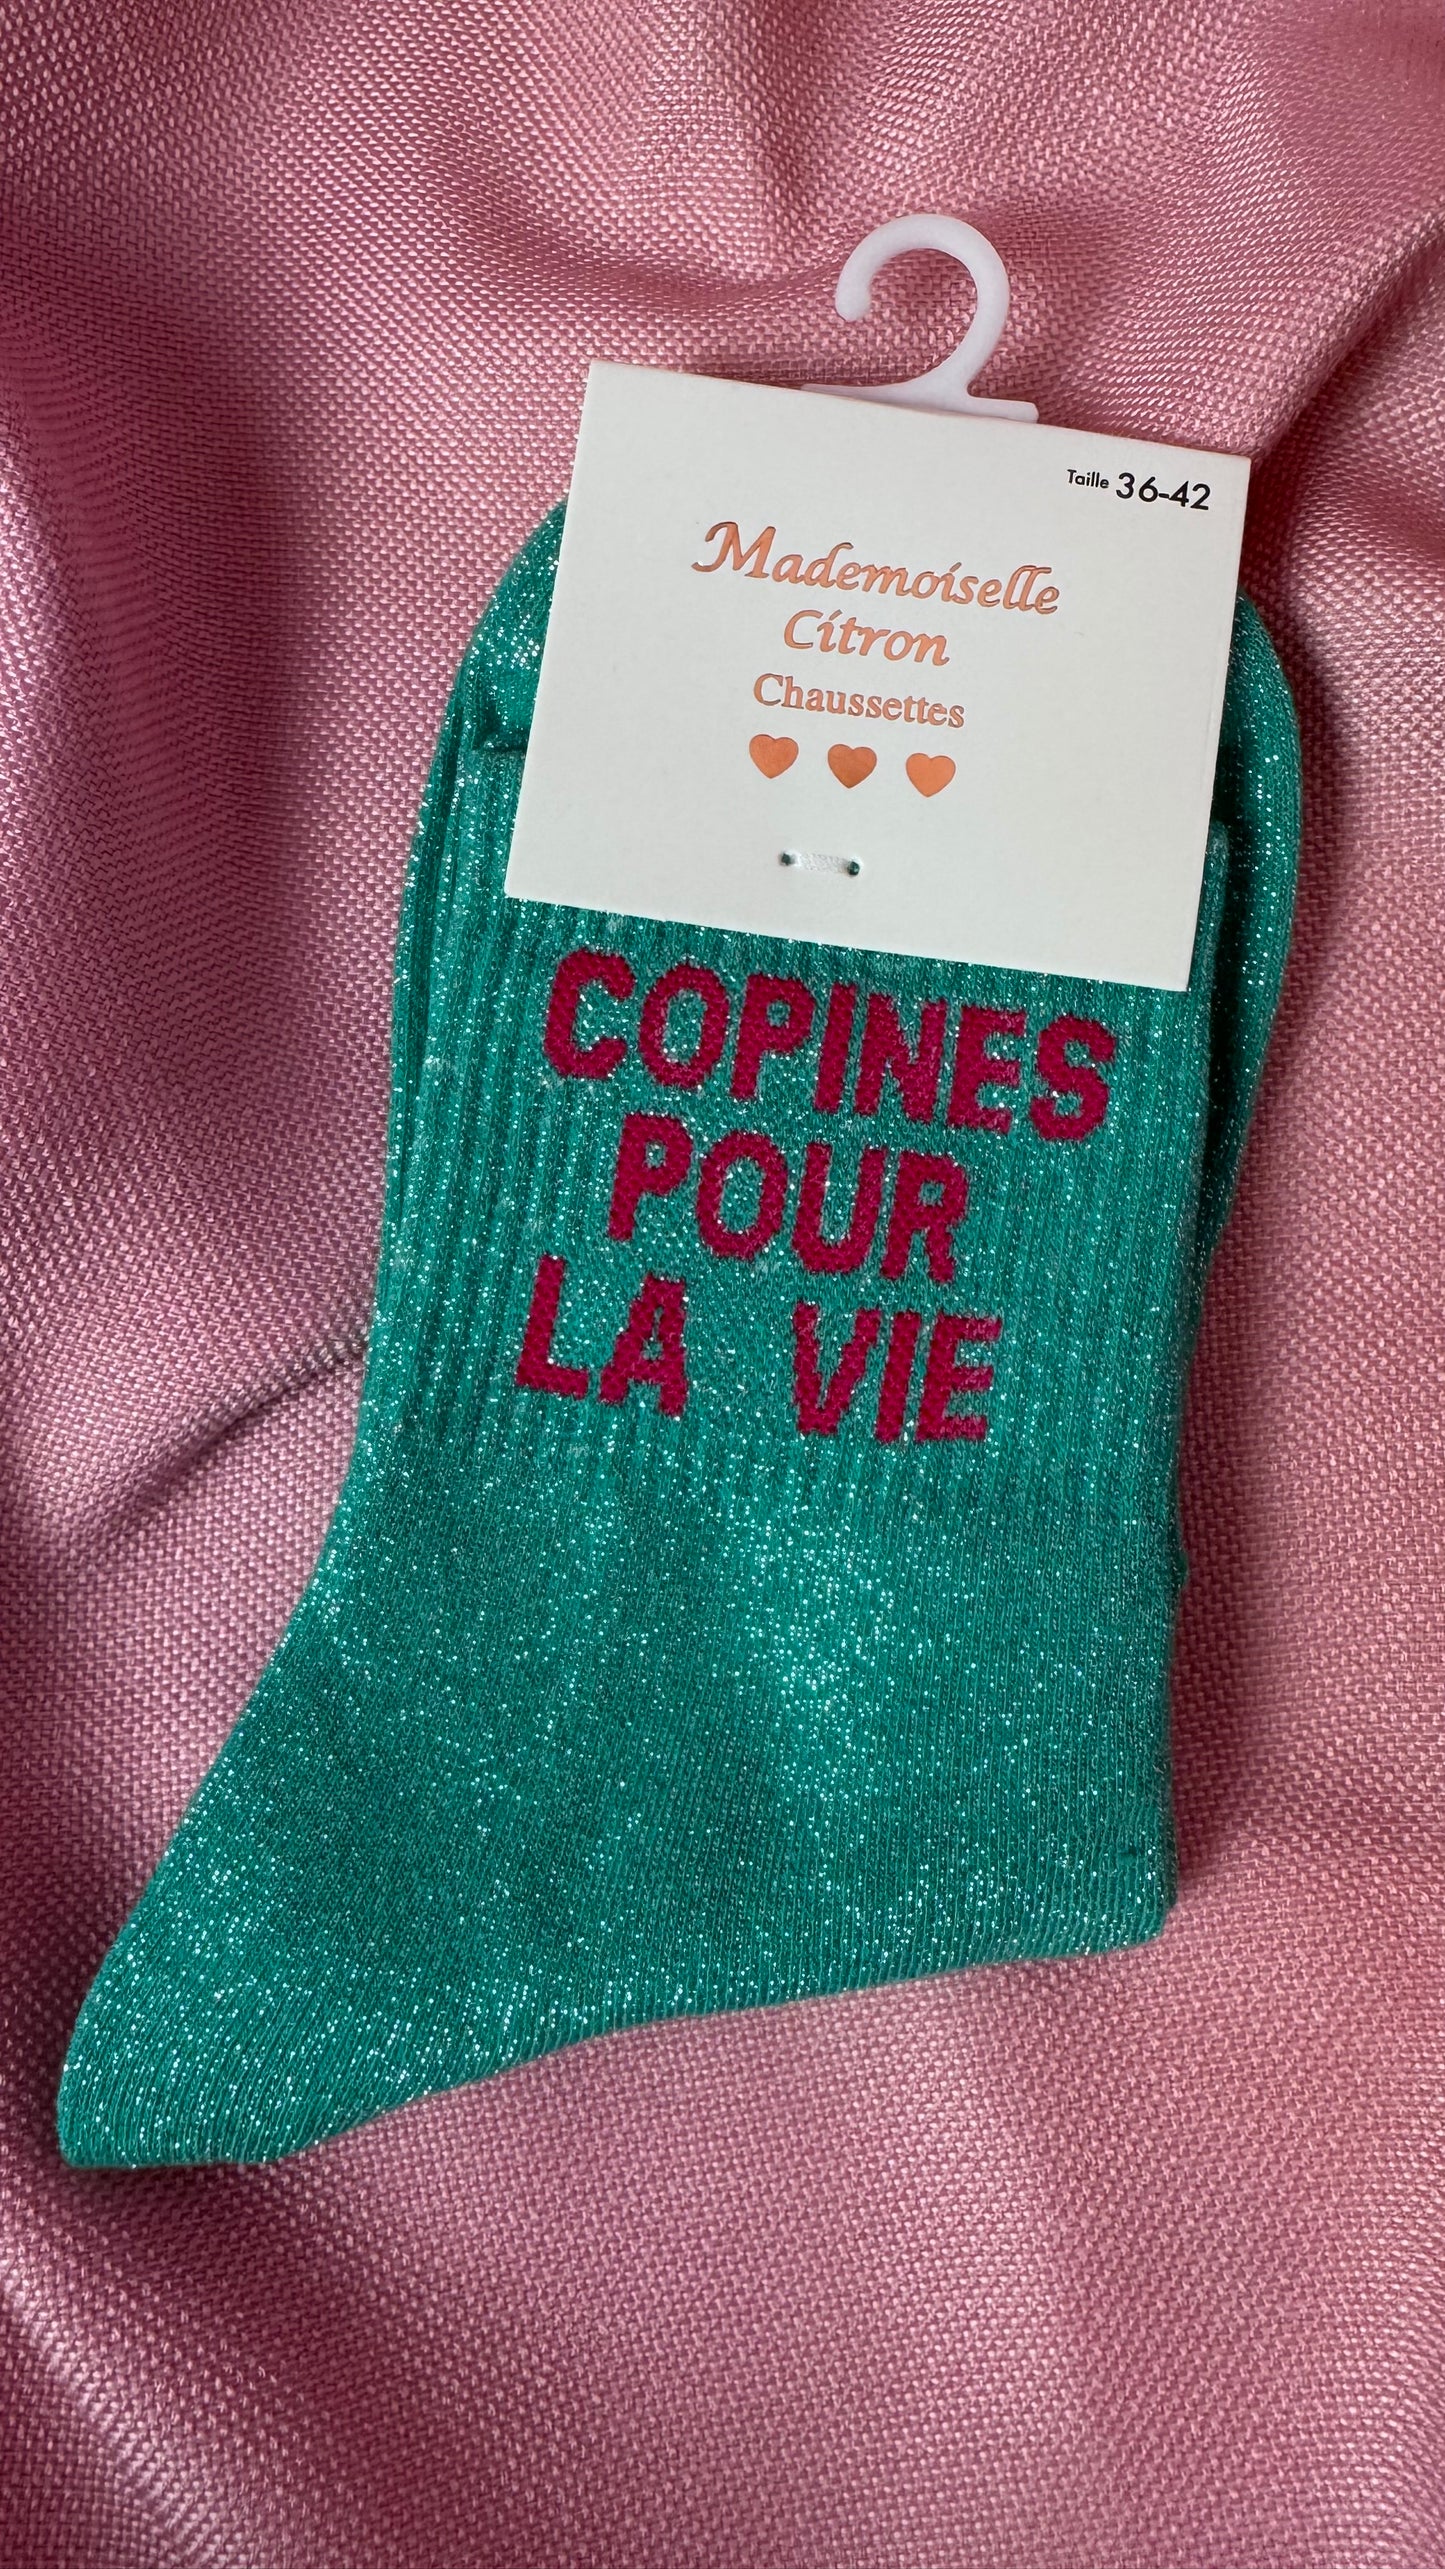 Taille 36-42
Mademoiselle
Citron
Chaussettes
COPINES
POUR
LA VIE